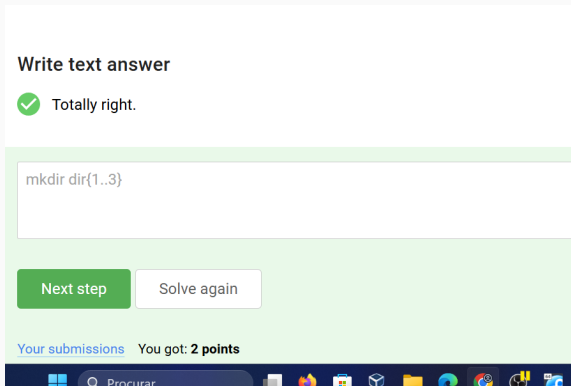 Write text answer
Totally right.
mkdir dir{1..3}
Next step Solve again
Your submissions You got: 2 points
Procurar